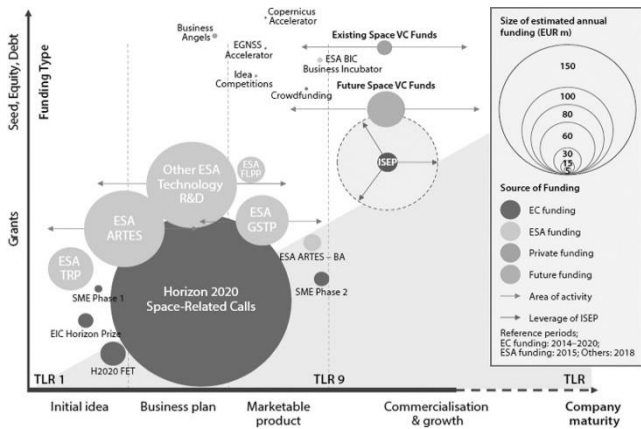 Seed, Equity, Debt
Grants
Funding Type
Business
Angels
Copernicus
Accelerator
EGNSS
Accelerator
Idea
Competitions
Existing Space VC Funds
ESA BIC
Business Incubator
Crowdfunding
Future Space VC Funds
ISEP
Other ESA
Technology
R&D
ESA
FLPP
ESA
ARTES
ESA
GSTP
ESA
TRP
ESA ARTES – BA
SME Phase 1
SME Phase 2
Horizon 2020
Space-Related Calls
EIC Horizon Prize
H2020 FET
TLR 1
TLR 9
TLR
Initial idea
Business plan
Marketable
product
Commercialisation
& growth
Company
maturity
Size of estimated annual
funding (EUR m)
150
100
80
60
30
15
5
Source of Funding
EC funding
ESA funding
Private funding
Future funding
Area of activity
Leverage of ISEP
Reference periods;
EC funding: 2014–2020;
ESA funding: 2015; Others: 2018